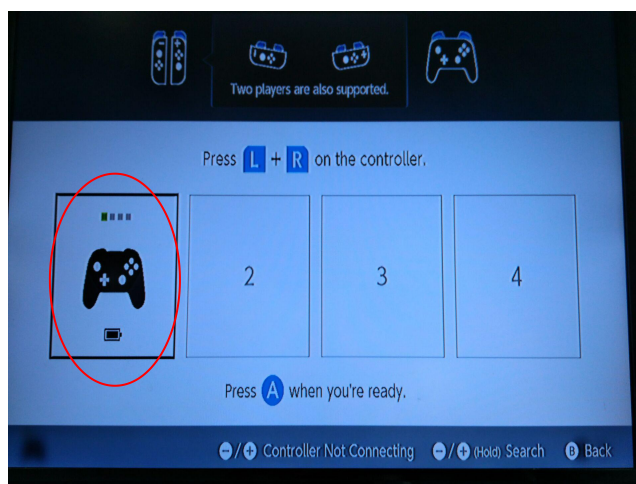 Two players are also supported.
Press L + R on the controller.
2
3
4
Press A when you're ready.
-/+ Controller Not Connecting -/+ (Hold) Search B Back